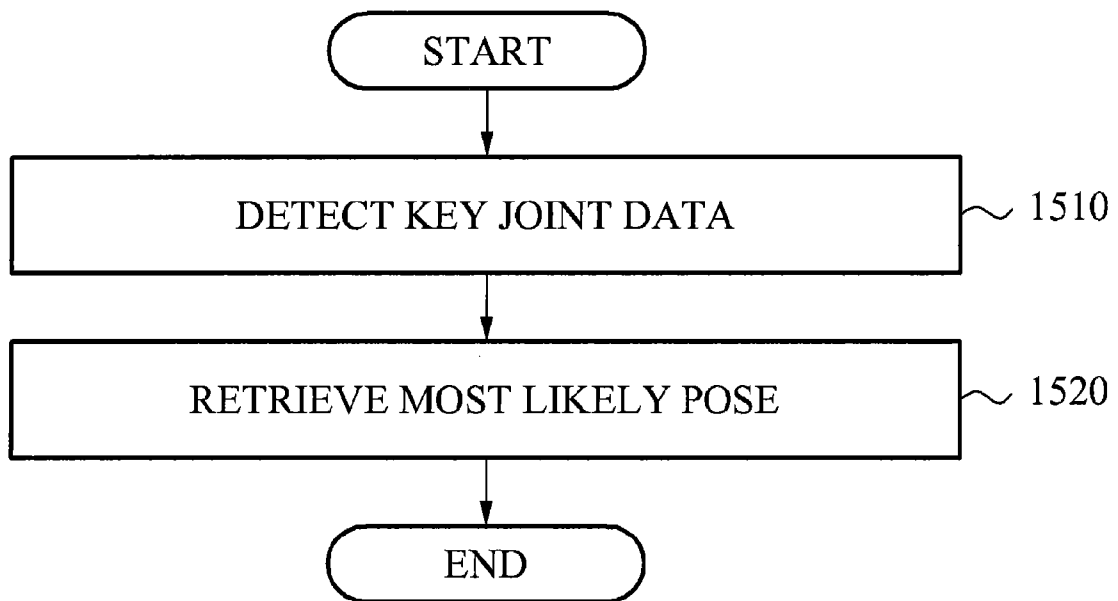 START
DETECT KEY JOINT DATA
1510
RETRIEVE MOST LIKELY POSE
1520
END